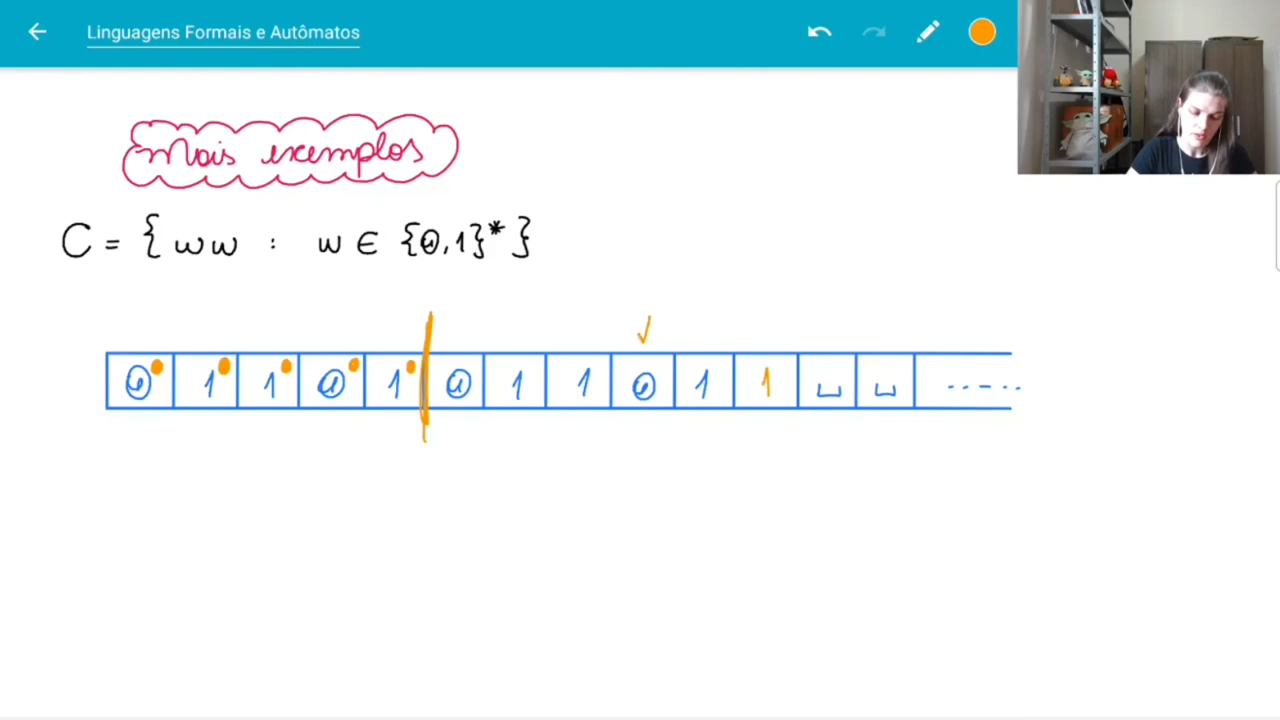 Linguagens Formais e Autômatos
Mais exemplos
C = { ww : w ∈ {0,1}* }
0 1 1 0 1 0 1 1 0 1 1 ⊔ ⊔ ......